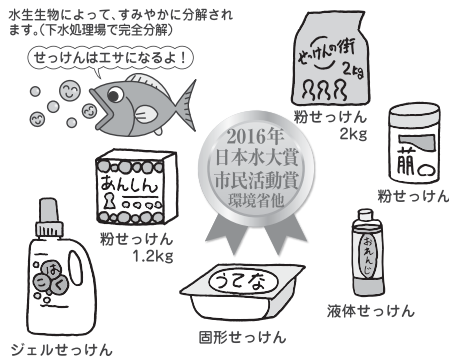 水生生物によって、すみやかに分解され
ます。(下水処理場で完全分解)
せっけんはエサになるよ!
せっけんの街
2kg
粉せっけん
2kg
2016年
日本水大賞
市民活動賞
環境省他
萌
粉せっけん
あんしん
粉せっけん
1.2kg
おれんじ
液体せっけん
うてな
固形せっけん
こはく
ジェルせっけん